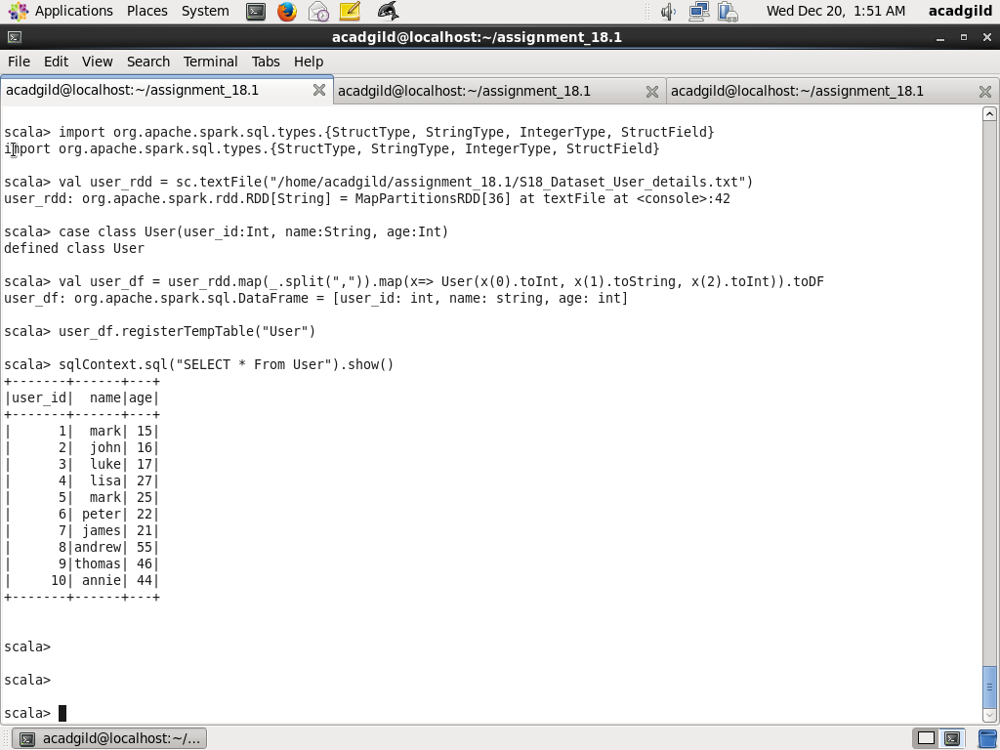 Applications Places System Wed Dec 20, 1:51 AM acadgild
acadgild@localhost:~/assignment_18.1
File Edit View Search Terminal Tabs Help
acadgild@localhost:~/assignment_18.1 acadgild@localhost:~/assignment_18.1 acadgild@localhost:~/assignment_18.1
scala> import org.apache.spark.sql.types.{StructType, StringType, IntegerType, StructField}
import org.apache.spark.sql.types.{StructType, StringType, IntegerType, StructField}
scala> val user_rdd = sc.textFile("/home/acadgild/assignment_18.1/S18_Dataset_User_details.txt")
user_rdd: org.apache.spark.rdd.RDD[String] = MapPartitionsRDD[36] at textFile at <console>:42
scala> case class User(user_id:Int, name:String, age:Int)
defined class User
scala> val user_df = user_rdd.map(_.split(",")).map(x=> User(x(0).toInt, x(1).toString, x(2).toInt)).toDF
user_df: org.apache.spark.sql.DataFrame = [user_id: int, name: string, age: int]
scala> user_df.registerTempTable("User")
scala> sqlContext.sql("SELECT * From User").show()
+-------+------+---+
|user_id|  name|age|
+-------+------+---+
|      1|  mark| 15|
|      2|  john| 16|
|      3|  luke| 17|
|      4|  lisa| 27|
|      5|  mark| 25|
|      6| peter| 22|
|      7| james| 21|
|      8|andrew| 55|
|      9|thomas| 46|
|     10| annie| 44|
+-------+------+---+
scala>
scala>
scala>
acadgild@localhost:~/...